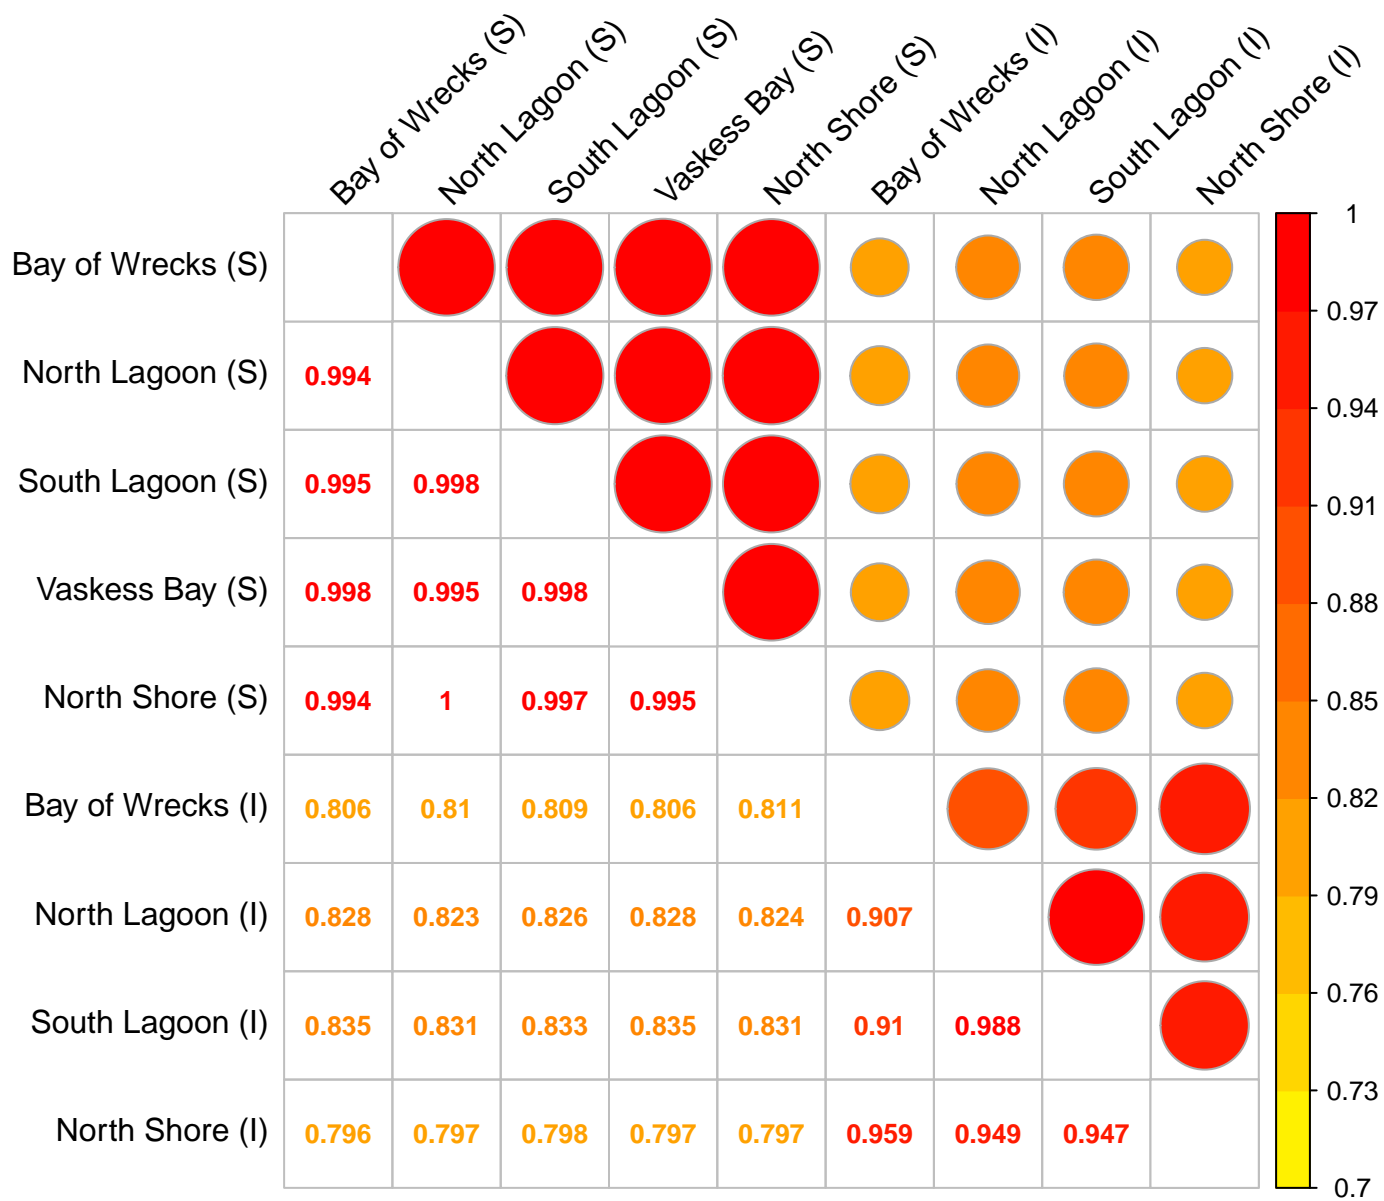 Bay of Wrecks (S)
North Lagoon (S)
South Lagoon (S)
Vaskess Bay (S)
North Shore (S)
Bay of Wrecks (I)
North Lagoon (I)
South Lagoon (I)
North Shore (I)
Bay of Wrecks (S)
North Lagoon (S) 0.994
South Lagoon (S) 0.995 0.998
Vaskess Bay (S) 0.998 0.995 0.998
North Shore (S) 0.994 1 0.997 0.995
Bay of Wrecks (I) 0.806 0.81 0.809 0.806 0.811
North Lagoon (I) 0.828 0.823 0.826 0.828 0.824 0.907
South Lagoon (I) 0.835 0.831 0.833 0.835 0.831 0.91 0.988
North Shore (I) 0.796 0.797 0.798 0.797 0.797 0.959 0.949 0.947
1
0.97
0.94
0.91
0.88
0.85
0.82
0.79
0.76
0.73
0.7